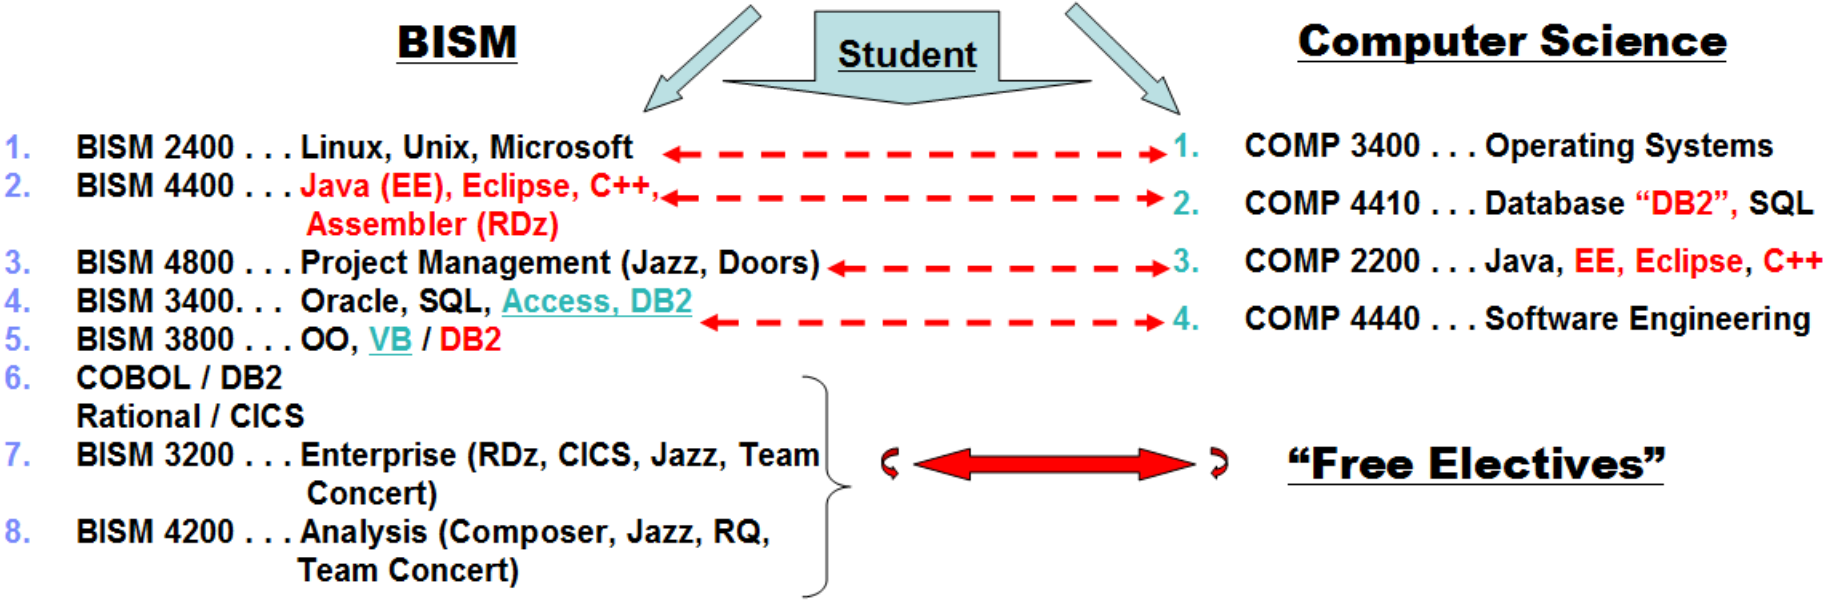 BISM
Student
Computer Science
1. BISM 2400 . . . Linux, Unix, Microsoft
2. BISM 4400 . . . Java (EE), Eclipse, C++,
Assembler (RDz)
3. BISM 4800 . . . Project Management (Jazz, Doors)
4. BISM 3400. . . Oracle, SQL, Access, DB2
5. BISM 3800 . . . OO, VB / DB2
6. COBOL / DB2
Rational / CICS
7. BISM 3200 . . . Enterprise (RDz, CICS, Jazz, Team
Concert)
8. BISM 4200 . . . Analysis (Composer, Jazz, RQ,
Team Concert)
1. COMP 3400 . . . Operating Systems
2. COMP 4410 . . . Database “DB2”, SQL
3. COMP 2200 . . . Java, EE, Eclipse, C++
4. COMP 4440 . . . Software Engineering
“Free Electives”